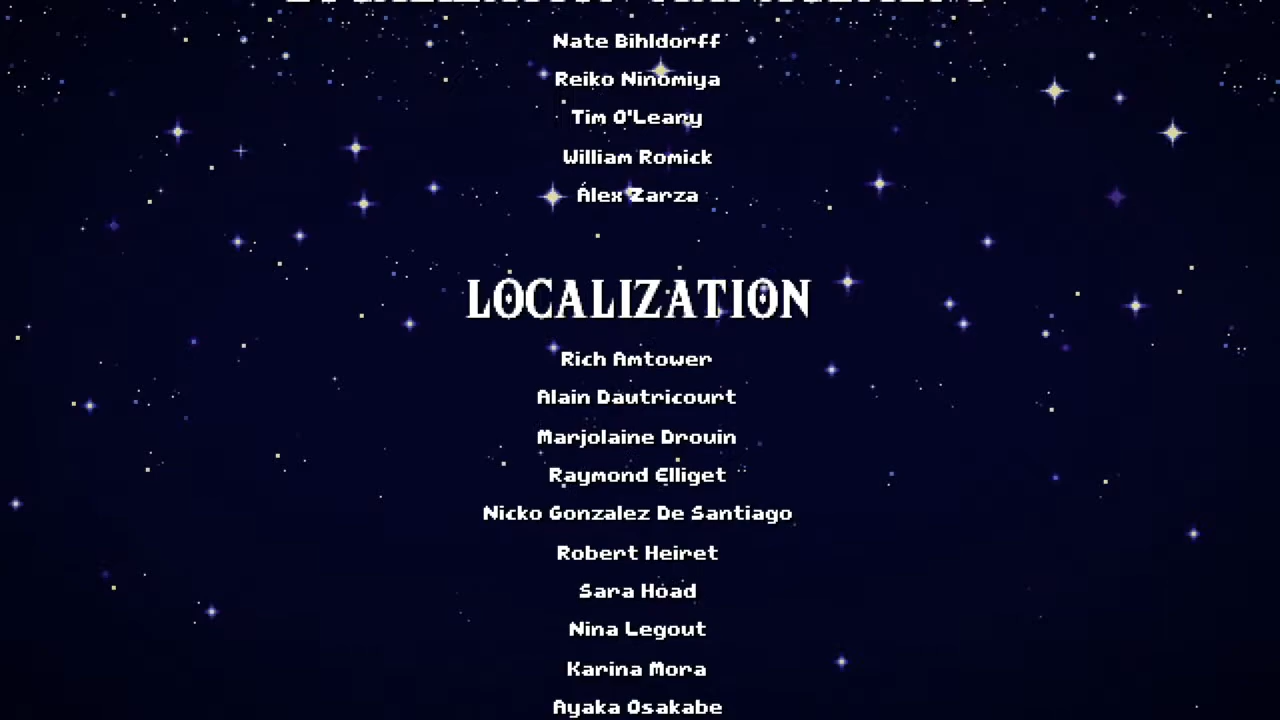 Nate Bihldorff
Reiko Ninomiya
Tim O'Leary
William Romick
Álex Zarza
LOCALIZATION
Rich Amtower
Alain Dautricourt
Marjolaine Drouin
Raymond Elliget
Nicko Gonzalez De Santiago
Robert Heiret
Sara Hoad
Nina Legout
Karina Mora
Ayaka Osakabe